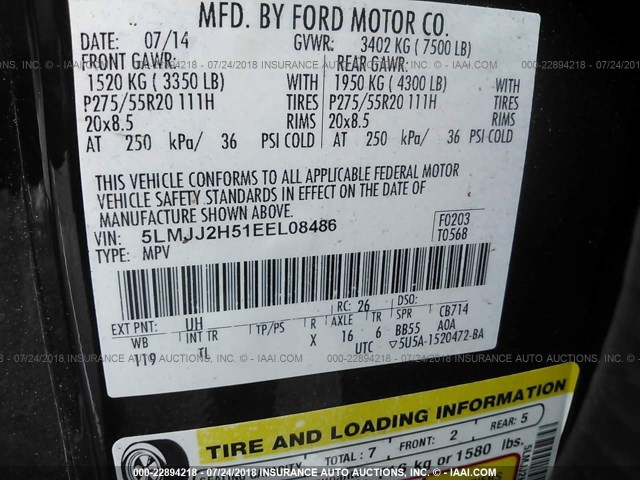 MFD. BY FORD MOTOR CO.
DATE: 07/14 GVWR: 3402 KG ( 7500 LB)
FRONT GAWR: REAR GAWR:
1520 KG ( 3350 LB) WITH 1950 KG ( 4300 LB) WITH
P275/55R20 111H TIRES P275/55R20 111H TIRES
20x8.5 RIMS 20x8.5 RIMS
AT 250 kPa/ 36 PSI COLD AT 250 kPa/ 36 PSI COLD
THIS VEHICLE CONFORMS TO ALL APPLICABLE FEDERAL MOTOR
VEHICLE SAFETY STANDARDS IN EFFECT ON THE DATE OF
MANUFACTURE SHOWN ABOVE.
VIN: 5LMJJ2H51EEL08486 F0203
TYPE: MPV T0568
EXT PNT: UH RC: 26 DSO:
WB INT TR TP/PS R AXLE TR SPR CB714
119 TL X 16 6 BB55 AOA
UTC ▽5U5A-1520472-BA
TIRE AND LOADING INFORMATION
TOTAL: 7 FRONT: 2 REAR: 5
kg or 1580 lbs.
000-22894218 - 07/24/2018 INSURANCE AUTO AUCTIONS - © - IAAI.COM